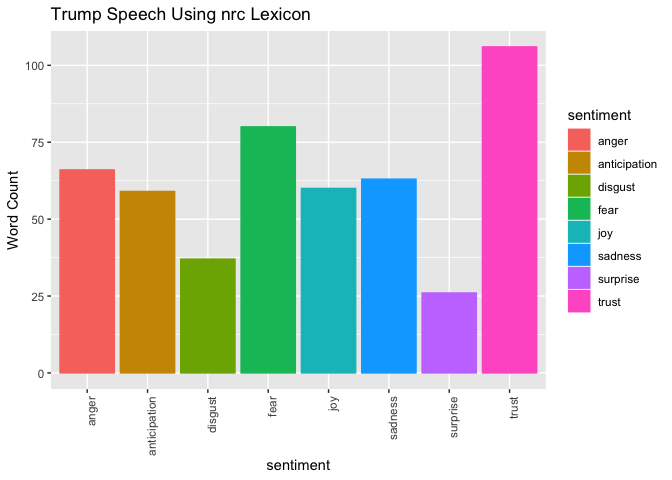 Trump Speech Using nrc Lexicon
Word Count
100
75
50
25
0
anger
anticipation
disgust
fear
joy
sadness
surprise
trust
sentiment
sentiment
anger
anticipation
disgust
fear
joy
sadness
surprise
trust